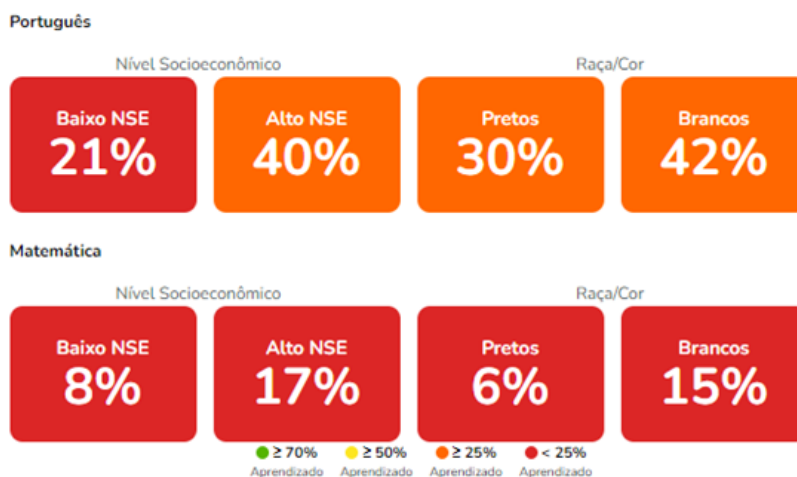 Português
Nível Socioeconômico Raça/Cor
Baixo NSE Alto NSE Pretos Brancos
21% 40% 30% 42%
Matemática
Nível Socioeconômico Raça/Cor
Baixo NSE Alto NSE Pretos Brancos
8% 17% 6% 15%
≥ 70% ≥ 50% ≥ 25% < 25%
Aprendizado Aprendizado Aprendizado Aprendizado